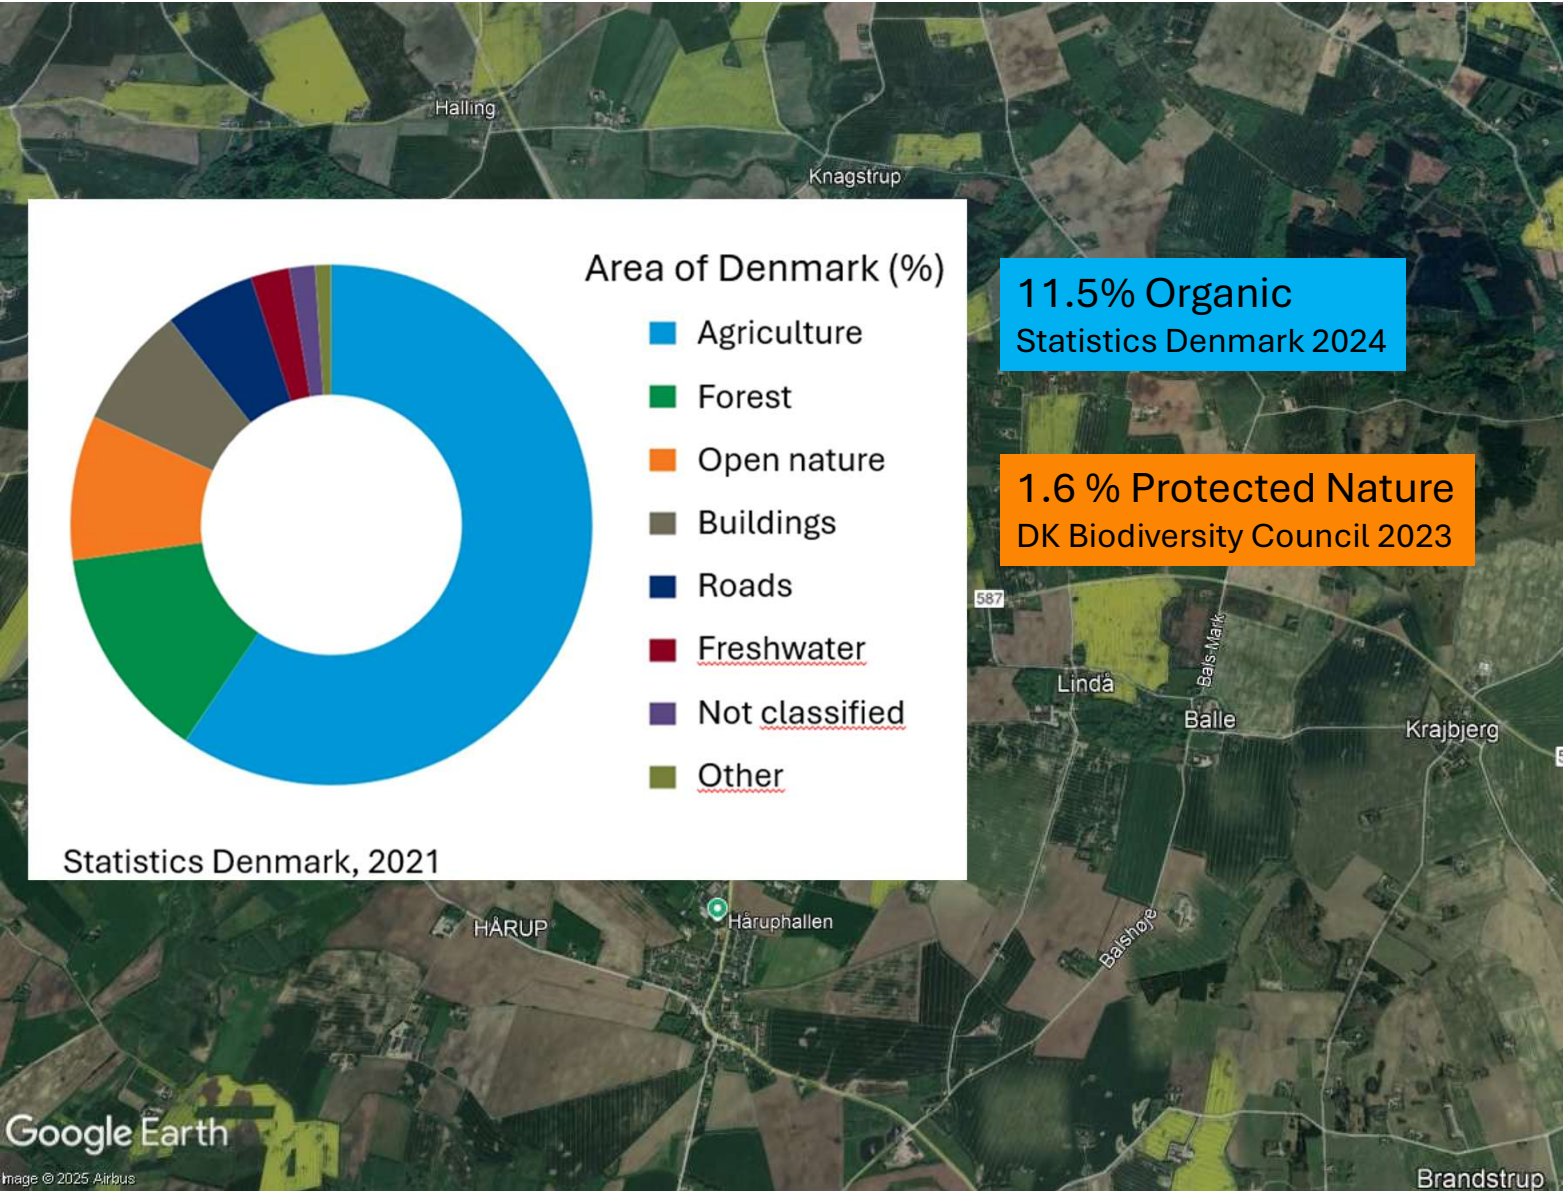 Halling
Knagstrup
Area of Denmark (%)
Agriculture
Forest
Open nature
Buildings
Roads
Freshwater
Not classified
Other
Statistics Denmark, 2021
11.5% Organic
Statistics Denmark 2024
1.6 % Protected Nature
DK Biodiversity Council 2023
587
Bals-Mark
Lindå
Balle
Krajbjerg
5
HÅRUP
Håruphallen
Balshøje
Google Earth
Image © 2025 Airbus
Brandstrup